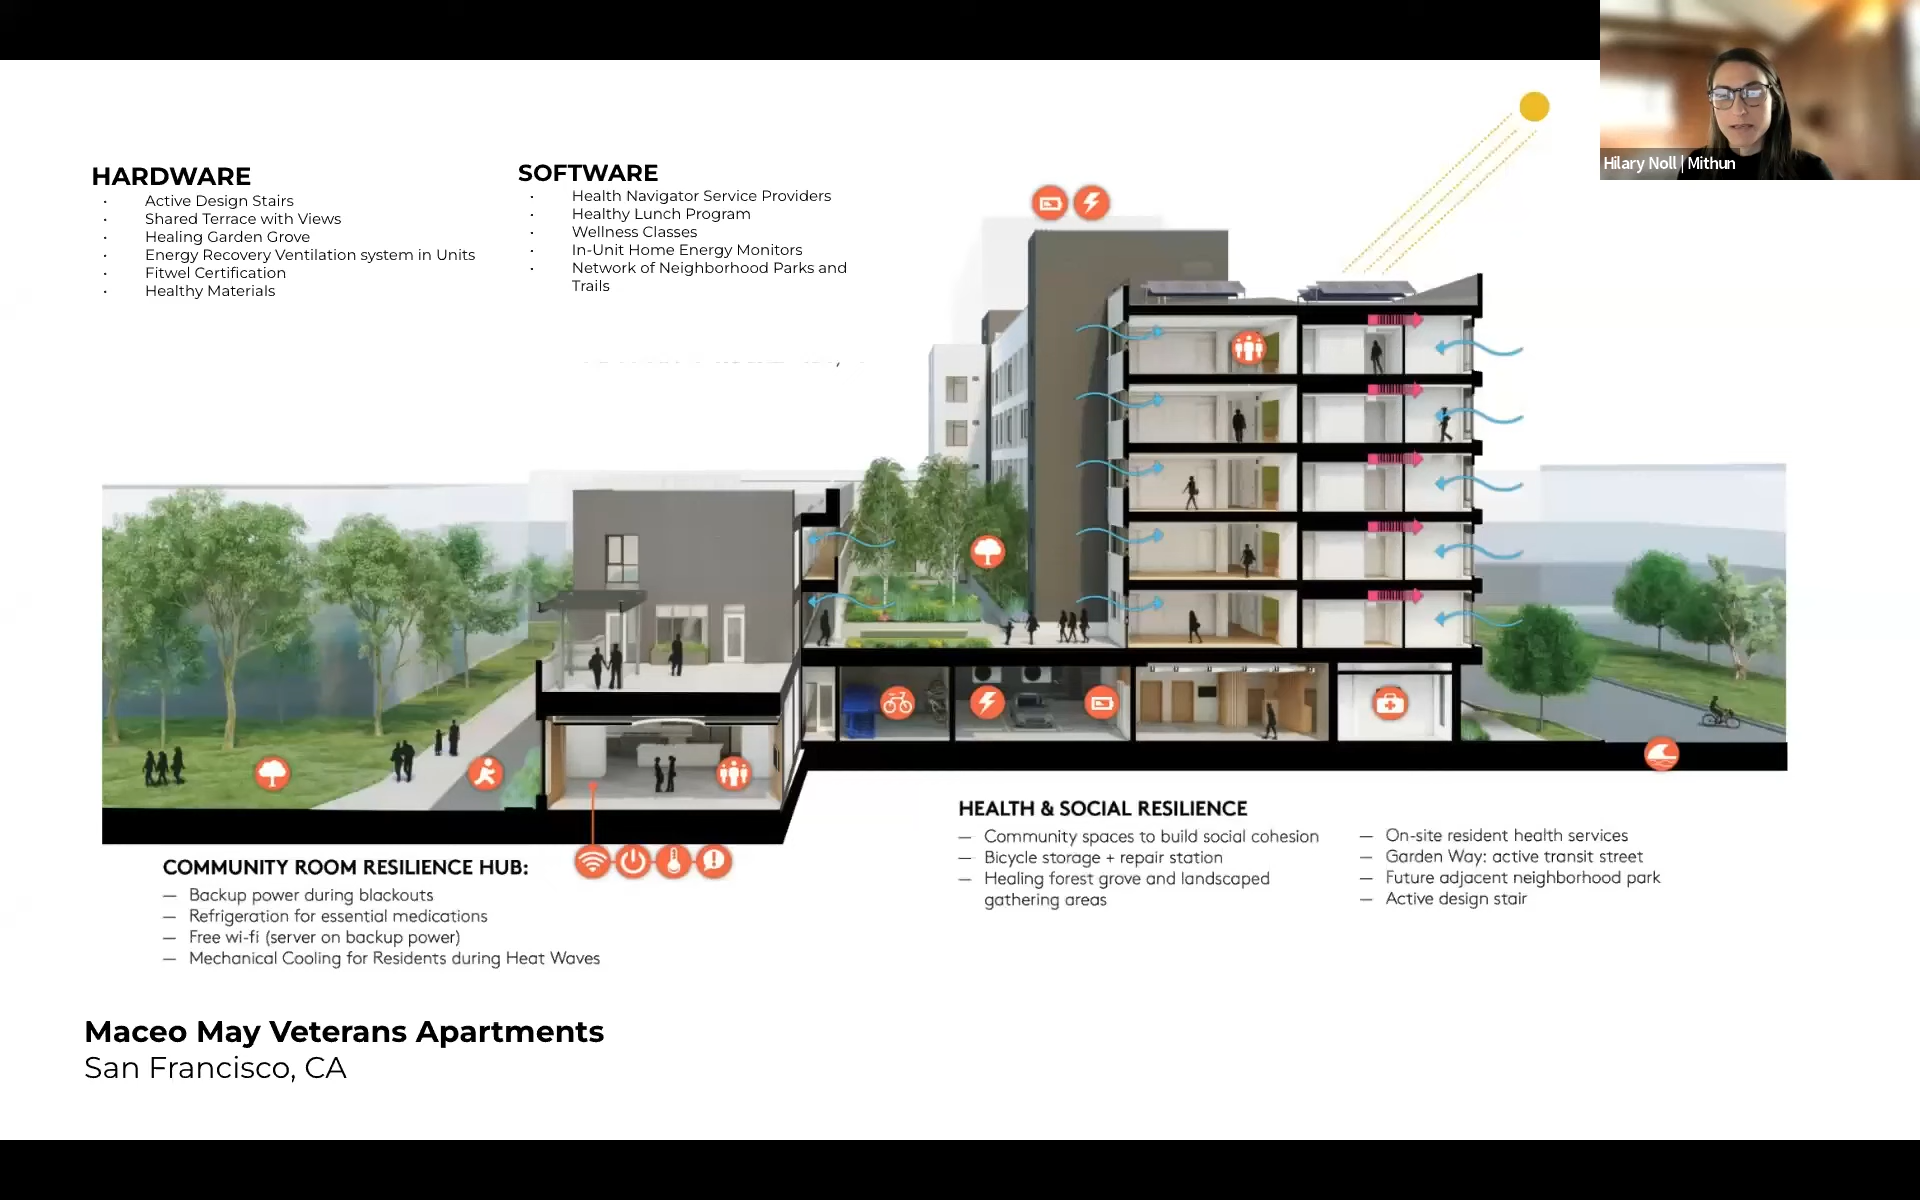 Hilary Noll | Mithun
HARDWARE
• Active Design Stairs
• Shared Terrace with Views
• Healing Garden Grove
• Energy Recovery Ventilation system in Units
• Fitwel Certification
• Healthy Materials
SOFTWARE
• Health Navigator Service Providers
• Healthy Lunch Program
• Wellness Classes
• In-Unit Home Energy Monitors
• Network of Neighborhood Parks and
Trails
COMMUNITY ROOM RESILIENCE HUB:
— Backup power during blackouts
— Refrigeration for essential medications
— Free wi-fi (server on backup power)
— Mechanical Cooling for Residents during Heat Waves
HEALTH & SOCIAL RESILIENCE
— Community spaces to build social cohesion
— Bicycle storage + repair station
— Healing forest grove and landscaped
gathering areas
— On-site resident health services
— Garden Way: active transit street
— Future adjacent neighborhood park
— Active design stair
Maceo May Veterans Apartments
San Francisco, CA